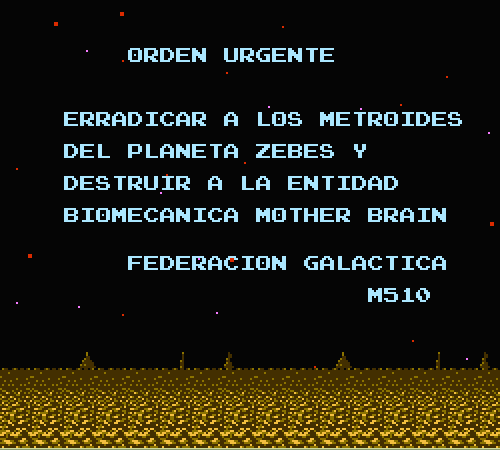 ORDEN URGENTE
ERRADICAR A LOS METROIDES
DEL PLANETA ZEBES Y
DESTRUIR A LA ENTIDAD
BIOMECANICA MOTHER BRAIN
FEDERACION GALACTICA
M510